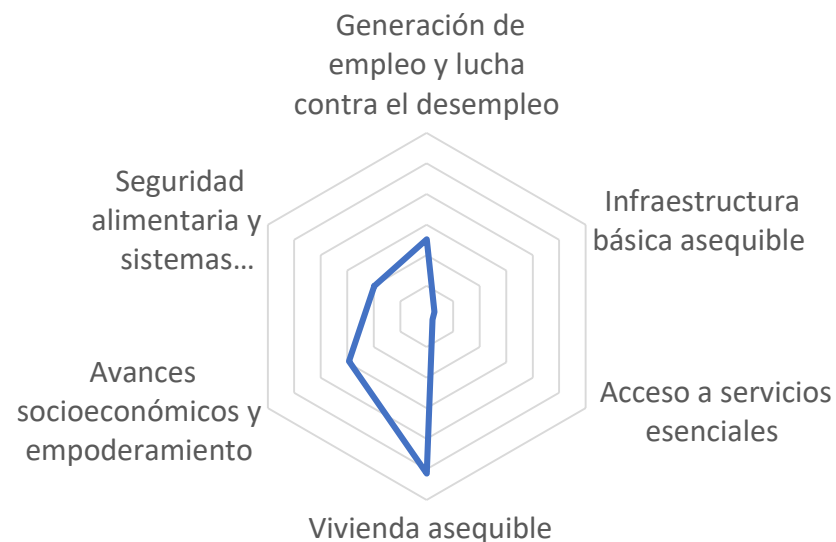 Generación de
empleo y lucha
contra el desempleo
Infraestructura
básica asequible
Acceso a servicios
esenciales
Vivienda asequible
Avances
socioeconómicos y
empoderamiento
Seguridad
alimentaria y
sistemas…